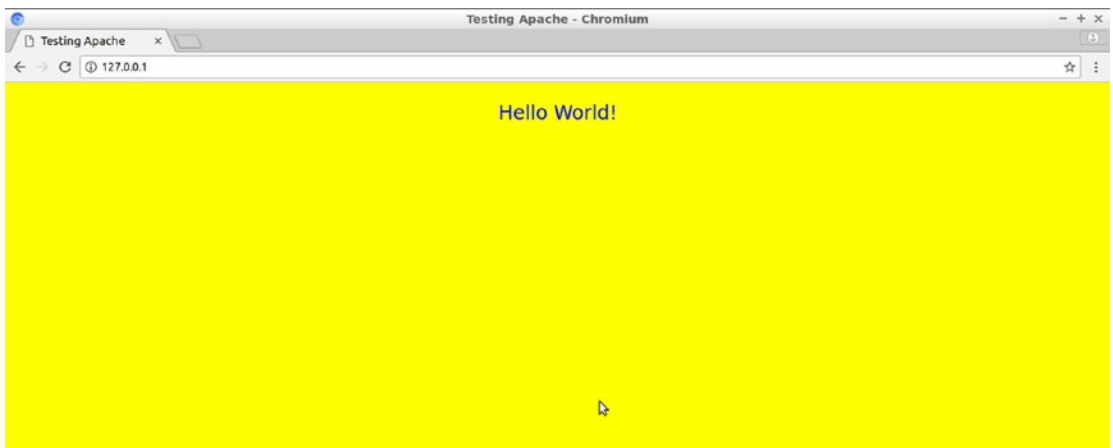 Testing Apache - Chromium
Testing Apache
127.0.0.1
Hello World!